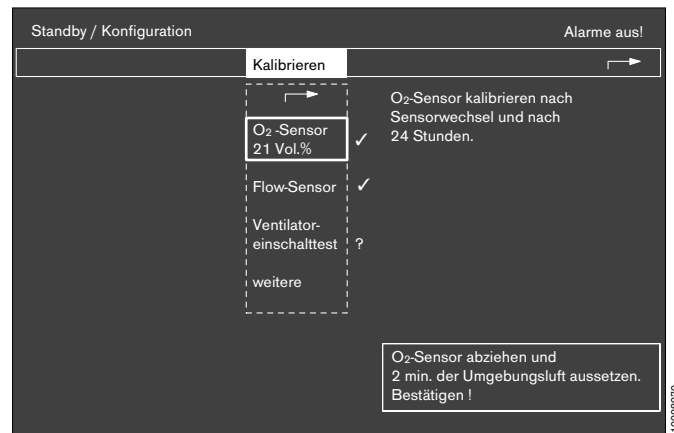 Standby / Konfiguration
Alarme aus!
Kalibrieren
O₂-Sensor kalibrieren nach
Sensorwechsel und nach
24 Stunden.
O₂-Sensor
21 Vol.% ✓
Flow-Sensor ✓
Ventilator-
einschalttest ?
weitere
O₂-Sensor abziehen und
2 min. der Umgebungsluft aussetzen.
Bestätigen !